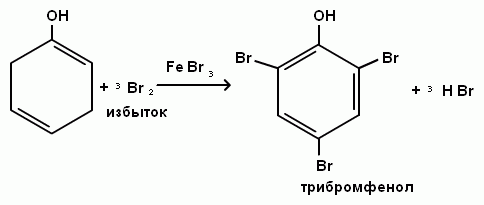 OH
OH
Br
Br
+ 3 Br2
FeBr3
избыток
+ 3 HBr
Br
трибромфенол